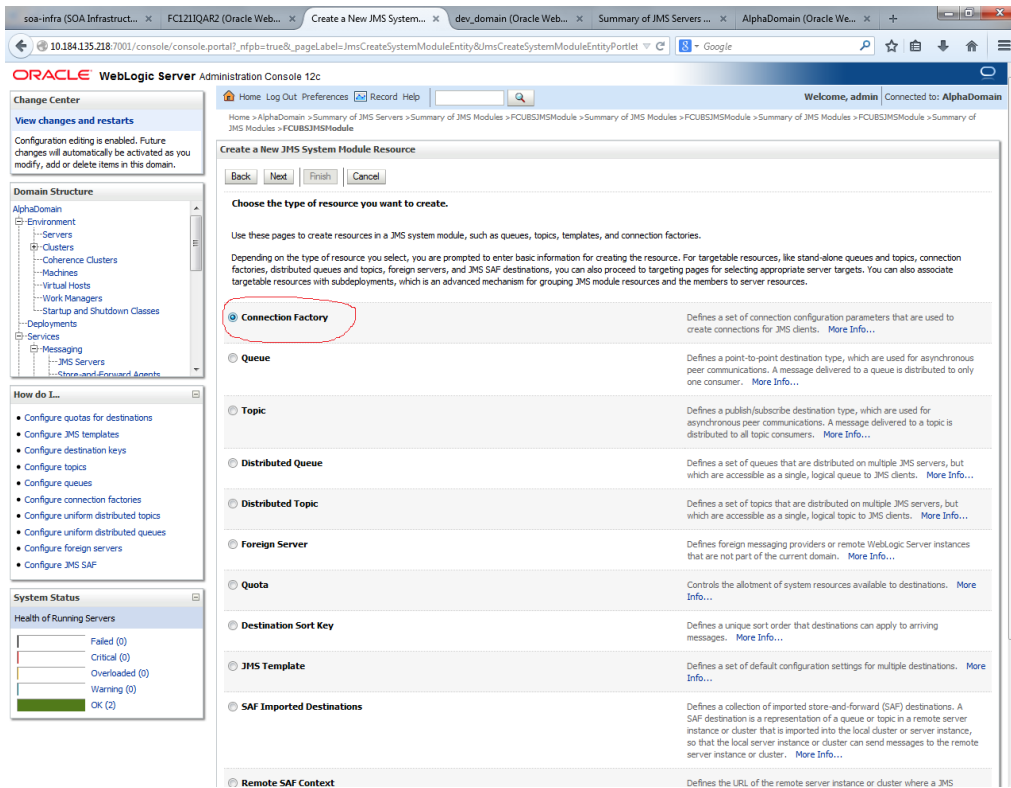 soa-infra (SOA Infrastruct...
FC121IQAR2 (Oracle Web...
Create a New JMS System...
dev_domain (Oracle Web...
Summary of JMS Servers ...
AlphaDomain (Oracle We...
10.184.135.218:7001/console/console.portal?_nfpb=true&_pageLabel=JmsCreateSystemModuleEntity&JmsCreateSystemModuleEntityPortlet
Google
ORACLE WebLogic Server Administration Console 12c
Change Center
View changes and restarts
Configuration editing is enabled. Future
changes will automatically be activated as you
modify, add or delete items in this domain.
Domain Structure
AlphaDomain
Environment
Servers
Clusters
Coherence Clusters
Machines
Virtual Hosts
Work Managers
Startup and Shutdown Classes
Deployments
Services
Messaging
JMS Servers
Store-and-Forward Agents
How do I...
Configure quotas for destinations
Configure JMS templates
Configure destination keys
Configure topics
Configure queues
Configure connection factories
Configure uniform distributed topics
Configure uniform distributed queues
Configure foreign servers
Configure JMS SAF
System Status
Health of Running Servers
Failed (0)
Critical (0)
Overloaded (0)
Warning (0)
OK (2)
Home Log Out Preferences Record Help
Welcome, admin Connected to: AlphaDomain
Home >AlphaDomain >Summary of JMS Servers >Summary of JMS Modules >FCUBSJMSModule >Summary of JMS Modules >FCUBSJMSModule >Summary of JMS Modules >FCUBSJMSModule >Summary of
JMS Modules >FCUBSJMSModule
Create a New JMS System Module Resource
Back Next Finish Cancel
Choose the type of resource you want to create.
Use these pages to create resources in a JMS system module, such as queues, topics, templates, and connection factories.
Depending on the type of resource you select, you are prompted to enter basic information for creating the resource. For targetable resources, like stand-alone queues and topics, connection
factories, distributed queues and topics, foreign servers, and JMS SAF destinations, you can also proceed to targeting pages for selecting appropriate server targets. You can also associate
targetable resources with subdeployments, which is an advanced mechanism for grouping JMS module resources and the members to server resources.
Connection Factory
Defines a set of connection configuration parameters that are used to
create connections for JMS clients. More Info...
Queue
Defines a point-to-point destination type, which are used for asynchronous
peer communications. A message delivered to a queue is distributed to only
one consumer. More Info...
Topic
Defines a publish/subscribe destination type, which are used for
asynchronous peer communications. A message delivered to a topic is
distributed to all topic consumers. More Info...
Distributed Queue
Defines a set of queues that are distributed on multiple JMS servers, but
which are accessible as a single, logical queue to JMS clients. More Info...
Distributed Topic
Defines a set of topics that are distributed on multiple JMS servers, but
which are accessible as a single, logical topic to JMS clients. More Info...
Foreign Server
Defines foreign messaging providers or remote WebLogic Server instances
that are not part of the current domain. More Info...
Quota
Controls the allotment of system resources available to destinations. More
Info...
Destination Sort Key
Defines a unique sort order that destinations can apply to arriving
messages. More Info...
JMS Template
Defines a set of default configuration settings for multiple destinations. More
Info...
SAF Imported Destinations
Defines a collection of imported store-and-forward (SAF) destinations. A
SAF destination is a representation of a queue or topic in a remote server
instance or cluster that is imported into the local cluster or server instance,
so that the local server instance or cluster can send messages to the remote
server instance or cluster. More Info...
Remote SAF Context
Defines the URL of the remote server instance or cluster where a JMS